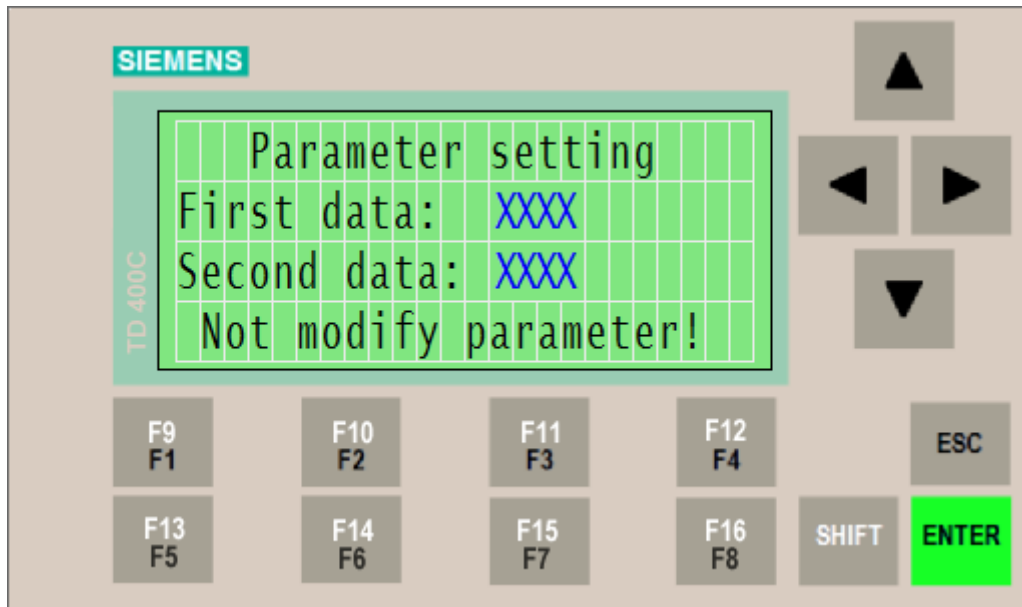 SIEMENS
TD 400C
Parameter setting
First data: XXXX
Second data: XXXX
Not modify parameter!
F9 F10 F11 F12
F1 F2 F3 F4 ESC
F13 F14 F15 F16
F5 F6 F7 F8 SHIFT ENTER